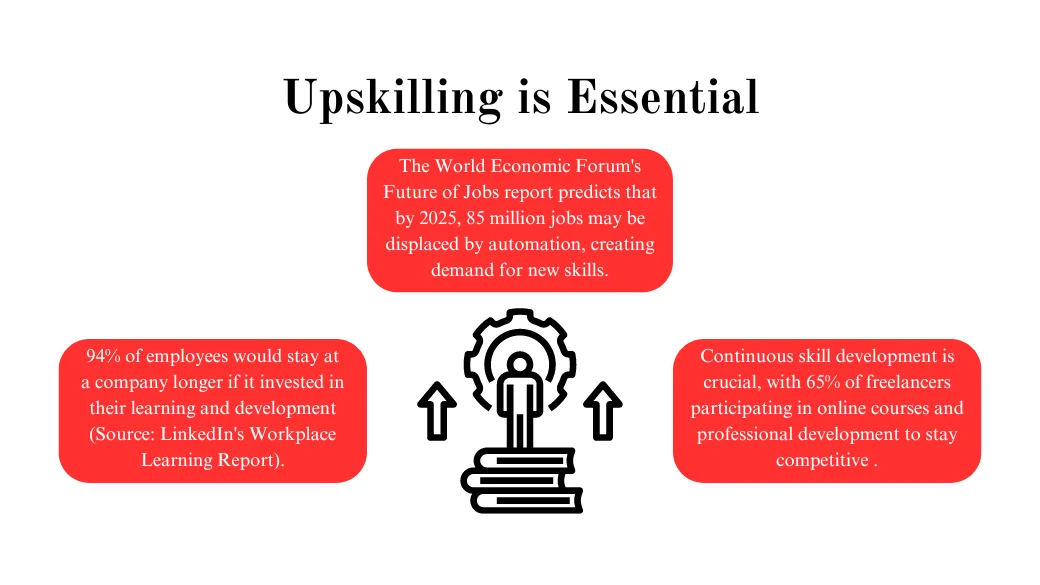 Upskilling is Essential
The World Economic Forum's
Future of Jobs report predicts that
by 2025, 85 million jobs may be
displaced by automation, creating
demand for new skills.
94% of employees would stay at
a company longer if it invested in
their learning and development
(Source: LinkedIn's Workplace
Learning Report).
Continuous skill development is
crucial, with 65% of freelancers
participating in online courses and
professional development to stay
competitive .